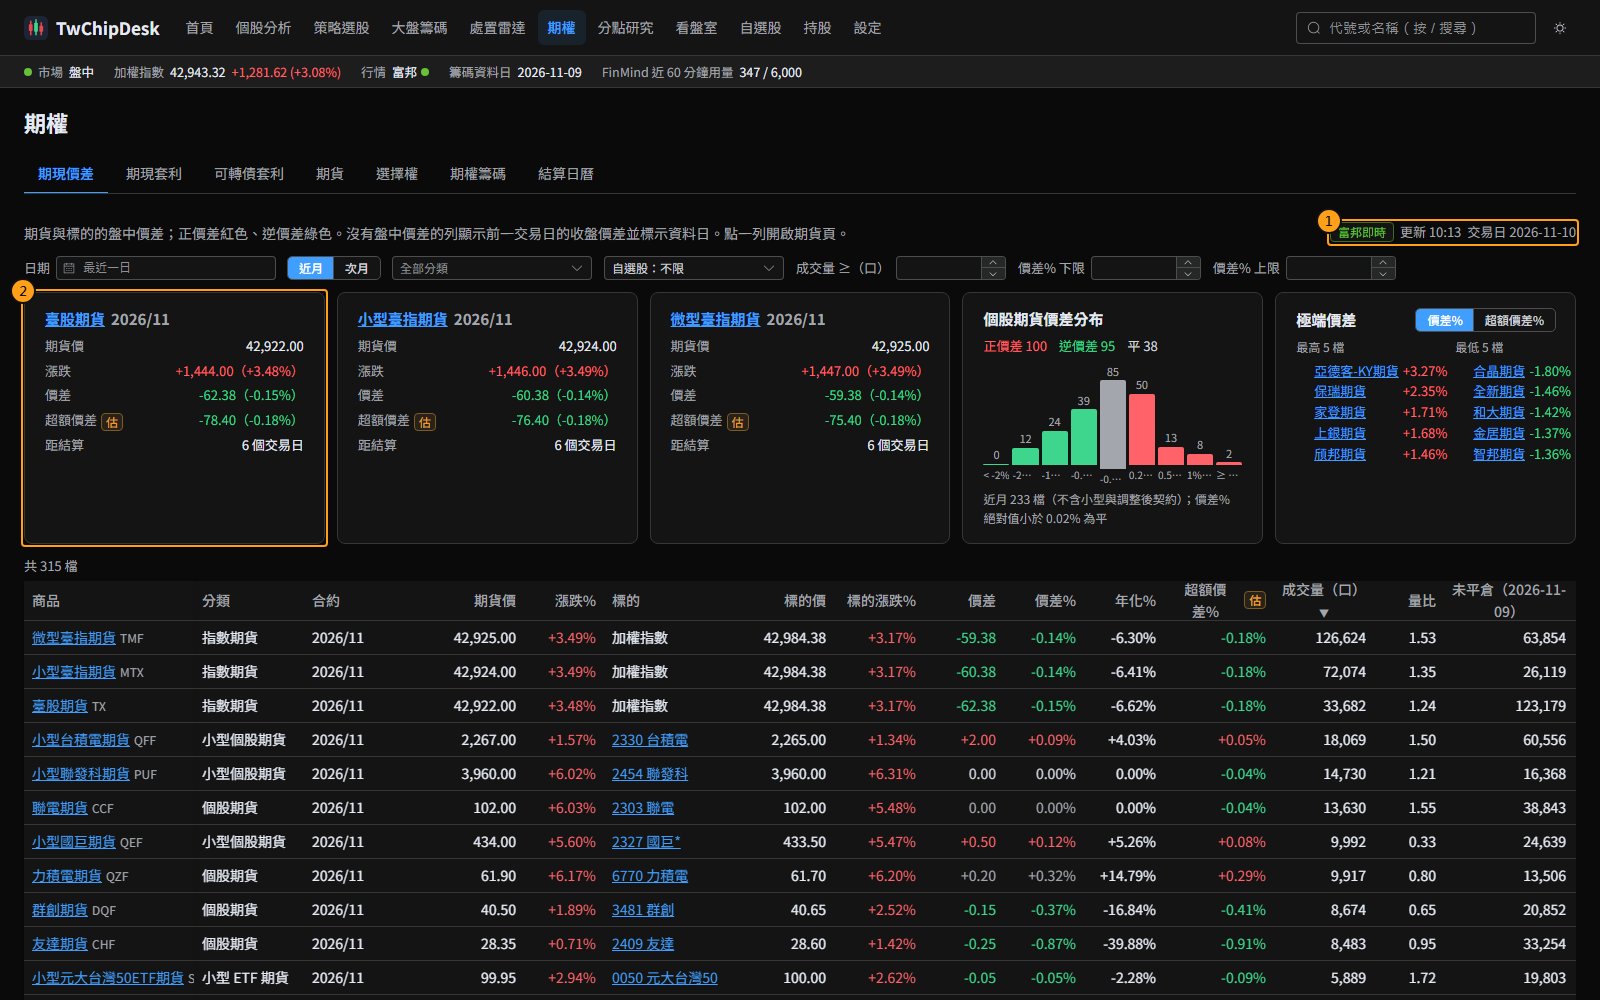 TwChipDesk 首頁 個股分析 策略選股 大盤籌碼 處置雷達 期權 分點研究 看盤室 自選股 持股 設定 代號或名稱（按 / 搜尋）
市場 盤中 加權指數 42,943.32 +1,281.62 (+3.08%) 行情 富邦 籌碼資料日 2026-11-09 FinMind 近 60 分鐘用量 347 / 6,000
期權
期現價差 期現套利 可轉債套利 期貨 選擇權 期權籌碼 結算日曆
1
期貨與標的的盤中價差；正價差紅色、逆價差綠色。沒有盤中價差的列顯示前一交易日的收盤價差並標示資料日。點一列開啟期貨頁。 富邦即時 更新 10:13 交易日 2026-11-10
日期 最近一日 近月 次月 全部分類 自選股：不限 成交量 ≥（口） 價差% 下限 價差% 上限
2
臺股期貨 2026/11
期貨價 42,922.00
漲跌 +1,444.00（+3.48%）
價差 -62.38（-0.15%）
超額價差 估 -78.40（-0.18%）
距結算 6 個交易日
小型臺指期貨 2026/11
期貨價 42,924.00
漲跌 +1,446.00（+3.49%）
價差 -60.38（-0.14%）
超額價差 估 -76.40（-0.18%）
距結算 6 個交易日
微型臺指期貨 2026/11
期貨價 42,925.00
漲跌 +1,447.00（+3.49%）
價差 -59.38（-0.14%）
超額價差 估 -75.40（-0.18%）
距結算 6 個交易日
個股期貨價差分布
正價差 100 逆價差 95 平 38
0 12 24 39 85 50 13 8 2
< -2% -2⋯ -1⋯ -0.⋯ -0.⋯ 0.2⋯ 0.5⋯ 1%⋯ ≥ ⋯
近月 233 檔（不含小型與調整後契約）；價差%
絕對值小於 0.02% 為平
極端價差 價差% 超額價差%
最高 5 檔 最低 5 檔
亞德客-KY期貨 +3.27% 合晶期貨 -1.80%
保瑞期貨 +2.35% 全新期貨 -1.46%
家登期貨 +1.71% 和大期貨 -1.42%
上銀期貨 +1.68% 金居期貨 -1.37%
頎邦期貨 +1.46% 智邦期貨 -1.36%
共 315 檔
商品 分類 合約 期貨價 漲跌% 標的 標的價 標的漲跌% 價差 價差% 年化% 超額價差% 估 成交量（口）▼ 量比 未平倉（2026-11-09）
微型臺指期貨 TMF 指數期貨 2026/11 42,925.00 +3.49% 加權指數 42,984.38 +3.17% -59.38 -0.14% -6.30% -0.18% 126,624 1.53 63,854
小型臺指期貨 MTX 指數期貨 2026/11 42,924.00 +3.49% 加權指數 42,984.38 +3.17% -60.38 -0.14% -6.41% -0.18% 72,074 1.35 26,119
臺股期貨 TX 指數期貨 2026/11 42,922.00 +3.48% 加權指數 42,984.38 +3.17% -62.38 -0.15% -6.62% -0.18% 33,682 1.24 123,179
小型台積電期貨 QFF 小型個股期貨 2026/11 2,267.00 +1.57% 2330 台積電 2,265.00 +1.34% +2.00 +0.09% +4.03% +0.05% 18,069 1.50 60,556
小型聯發科期貨 PUF 小型個股期貨 2026/11 3,960.00 +6.02% 2454 聯發科 3,960.00 +6.31% 0.00 0.00% 0.00% -0.04% 14,730 1.21 16,368
聯電期貨 CCF 個股期貨 2026/11 102.00 +6.03% 2303 聯電 102.00 +5.48% 0.00 0.00% 0.00% -0.04% 13,630 1.55 38,843
小型國巨期貨 QEF 小型個股期貨 2026/11 434.00 +5.60% 2327 國巨* 433.50 +5.47% +0.50 +0.12% +5.26% +0.08% 9,992 0.33 24,639
力積電期貨 QZF 個股期貨 2026/11 61.90 +6.17% 6770 力積電 61.70 +6.20% +0.20 +0.32% +14.79% +0.29% 9,917 0.80 13,506
群創期貨 DQF 個股期貨 2026/11 40.50 +1.89% 3481 群創 40.65 +2.52% -0.15 -0.37% -16.84% -0.41% 8,674 0.65 20,852
友達期貨 CHF 個股期貨 2026/11 28.35 +0.71% 2409 友達 28.60 +1.42% -0.25 -0.87% -39.88% -0.91% 8,483 0.95 33,254
小型元大台灣50ETF期貨 S 小型 ETF 期貨 2026/11 99.95 +2.94% 0050 元大台灣50 100.00 +2.62% -0.05 -0.05% -2.28% -0.09% 5,889 1.72 19,803